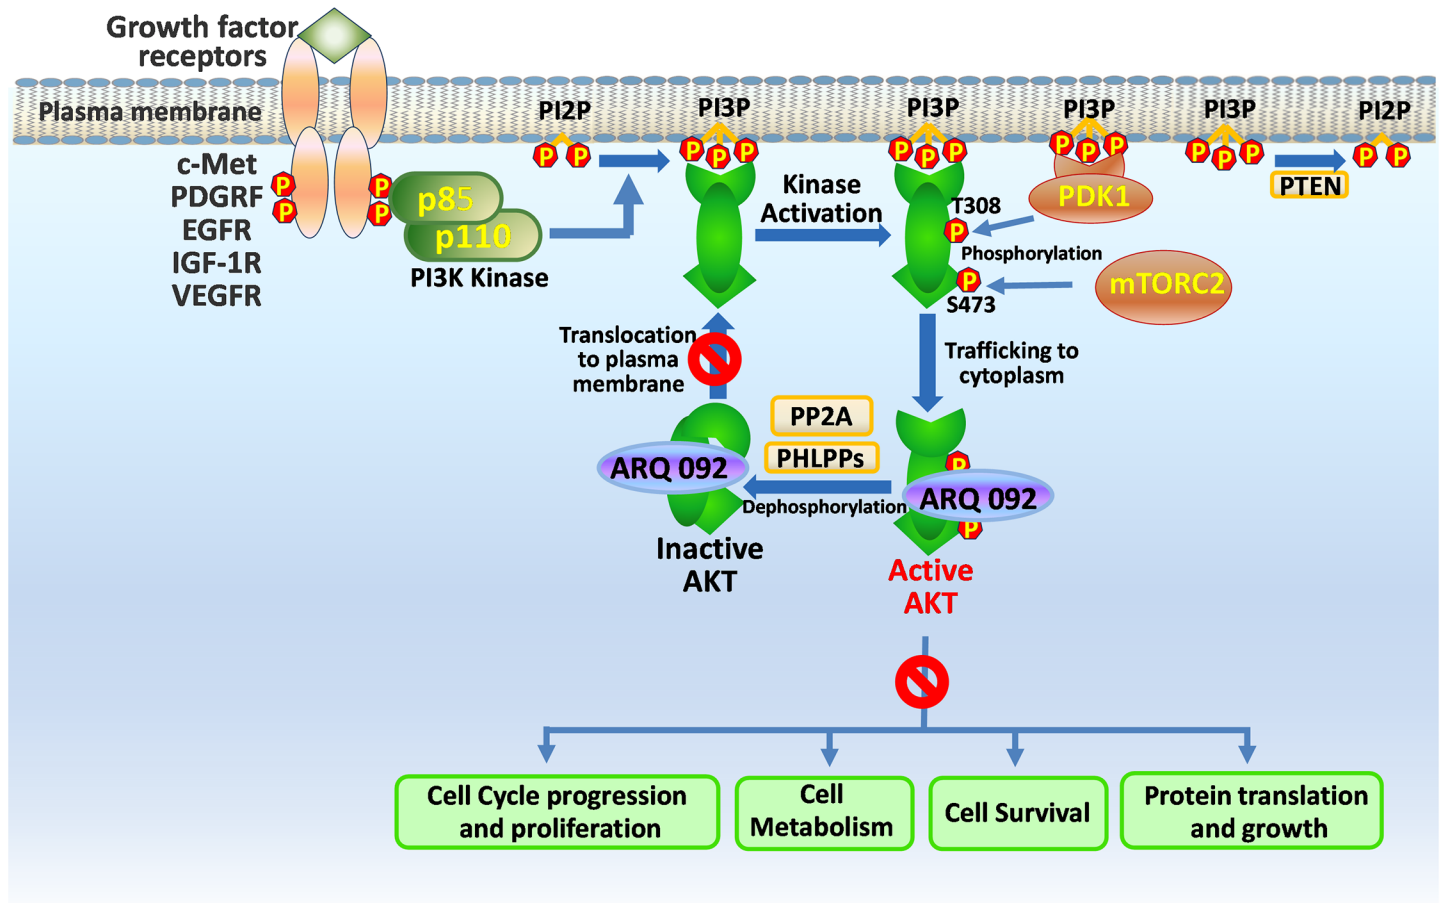 Growth factor
receptors
Plasma membrane
PI2P
PI3P
PI3P
PI3P
PI3P
PI2P
P P
P P P
P P P
P P P
P P P
P P
c-Met
PDGRF
EGFR
IGF-1R
VEGFR
P
P
P
P
p85
p110
PI3K Kinase
Kinase
Activation
T308
P
PDK1
PTEN
Phosphorylation
P
S473
mTORC2
Translocation
to plasma
membrane
Trafficking to
cytoplasm
PP2A
PHLPPs
Dephosphorylation
ARQ 092
P
ARQ 092
P
Inactive
AKT
Active
AKT
Cell Cycle progression
and proliferation
Cell
Metabolism
Cell Survival
Protein translation
and growth